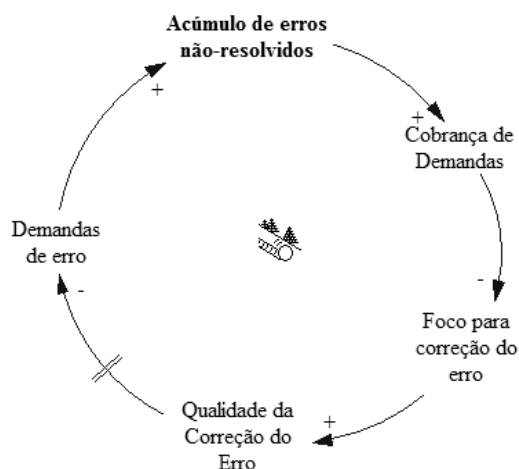 Acúmulo de erros
não-resolvidos
+
+
Cobrança de
Demandas
-
Foco para
correção do
erro
+
Qualidade da
Correção do
Erro
-
Demandas
de erro